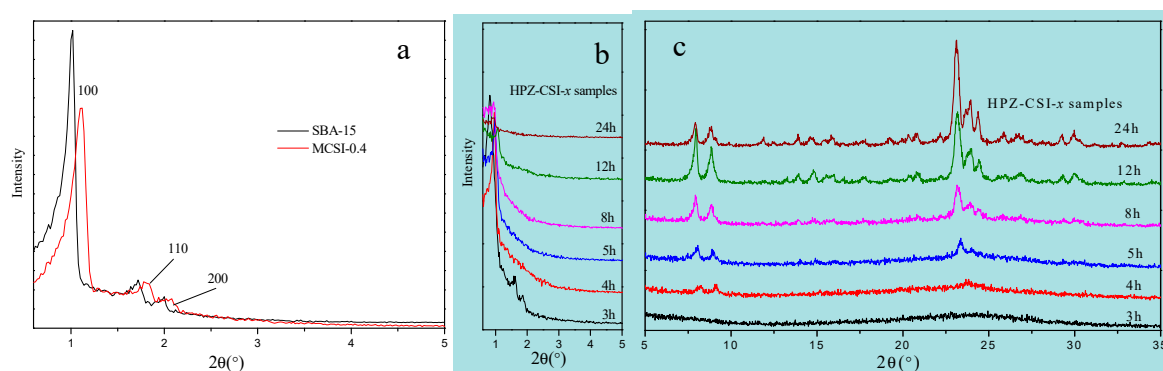 a
100
SBA-15
MCSI-0.4
110
200
Intensity
1
2
3
4
5
2θ(°)
b
HPZ-CSI-x samples
24h
12h
8h
5h
4h
3h
Intensity
1
2
3
4
5
2θ(°)
c
HPZ-CSI-x samples
24h
12h
8h
5h
4h
3h
5
10
15
20
25
30
35
2θ(°)